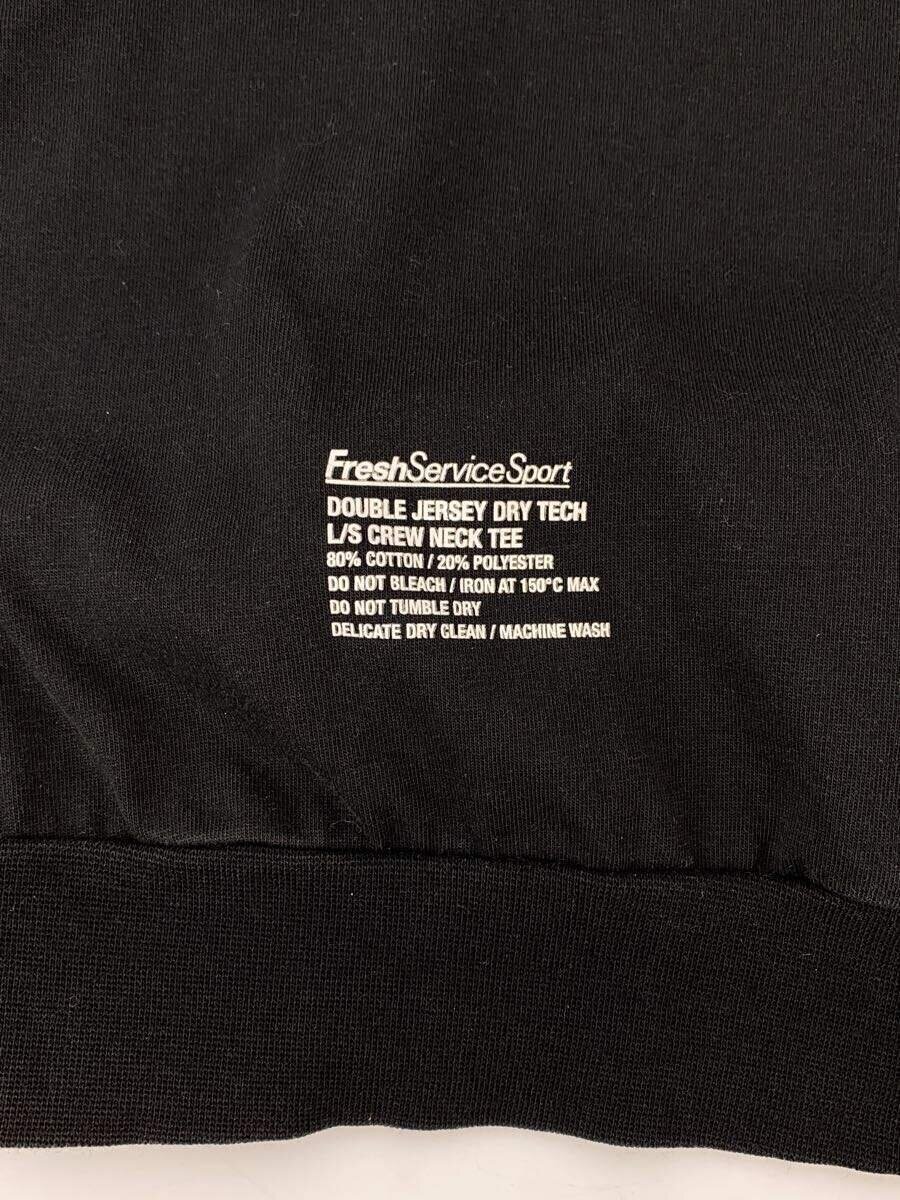 FreshServiceSport
DOUBLE JERSEY DRY TECH
L/S CREW NECK TEE
80% COTTON / 20% POLYESTER
DO NOT BLEACH / IRON AT 150°C MAX
DO NOT TUMBLE DRY
DELICATE DRY CLEAN / MACHINE WASH